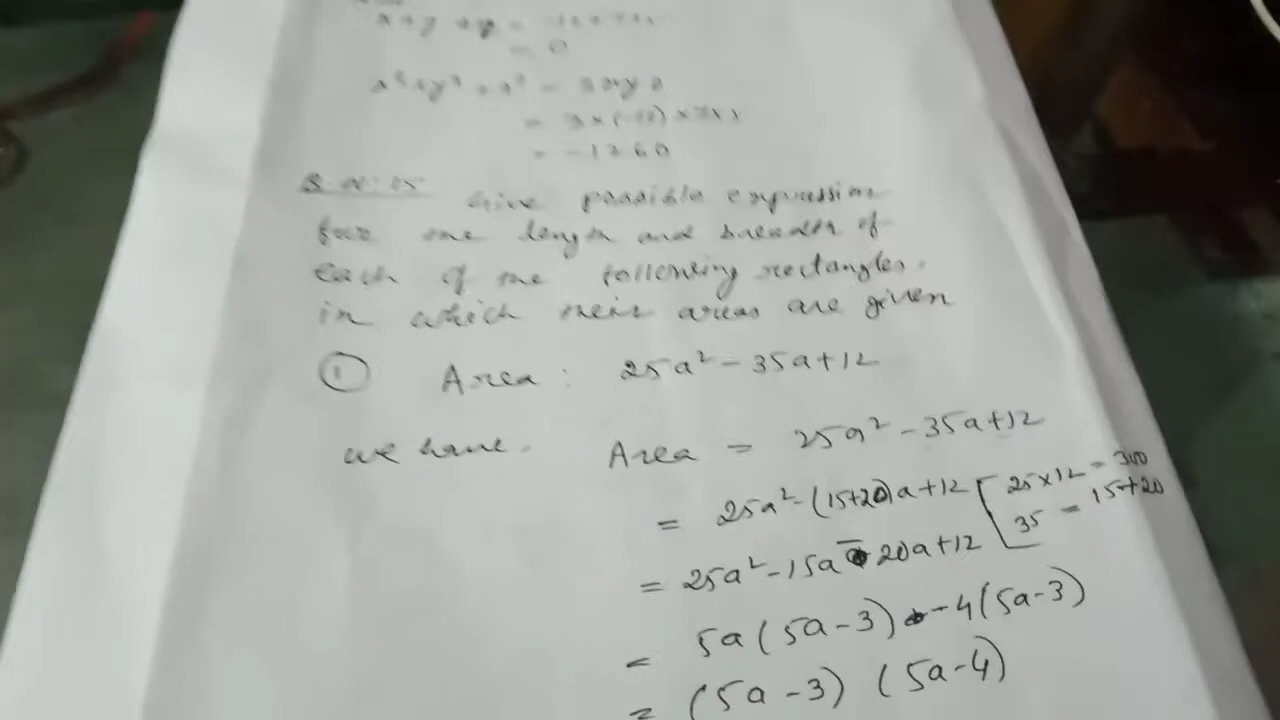 = 0
= -1260
Give possible expression
for the length and breadth of
each of the following rectangles.
in which their areas are given
① Area : 25a² - 35a + 12
we have. Area = 25a² - 35a + 12
= 25a² - (15+20)a + 12 [ 25×12 = 300
35 = 15+20
= 25a² - 15a - 20a + 12
= 5a (5a - 3) - 4 (5a - 3)
= (5a - 3) (5a - 4)